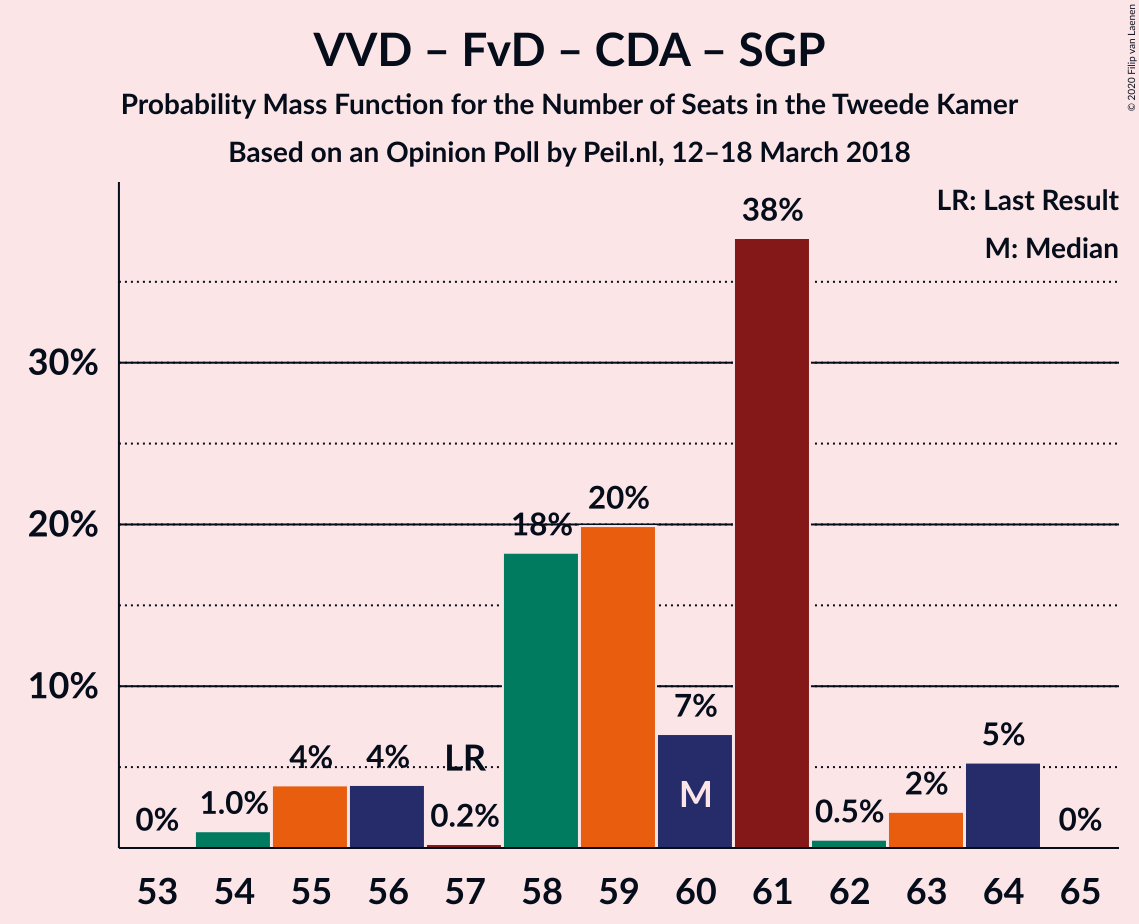 VVD – FvD – CDA – SGP
Probability Mass Function for the Number of Seats in the Tweede Kamer
Based on an Opinion Poll by Peil.nl, 12–18 March 2018
© 2020 Filip van Laenen
LR: Last Result
M: Median
38%
30%
20%
20%
18%
10%
7%
5%
4%
4%
LR
2%
M
1.0%
0.2%
0.5%
0%
0%
53 54 55 56 57 58 59 60 61 62 63 64 65